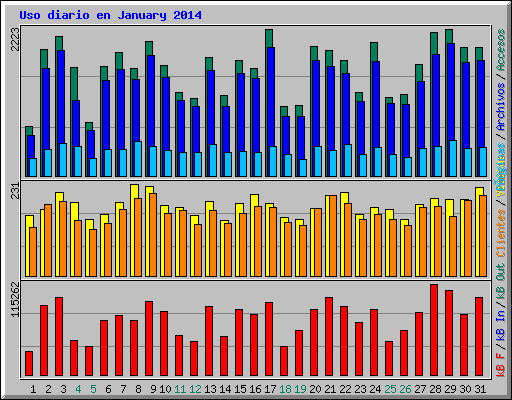 Uso diario en January 2014
2223
231
115262
Accesos
/ Archivos /
Páginas
Clientes /
kB F / kB In / kB Out
1 2 3 4 5 6 7 8 9 10 11 12 13 14 15 16 17 18 19 20 21 22 23 24 25 26 27 28 29 30 31